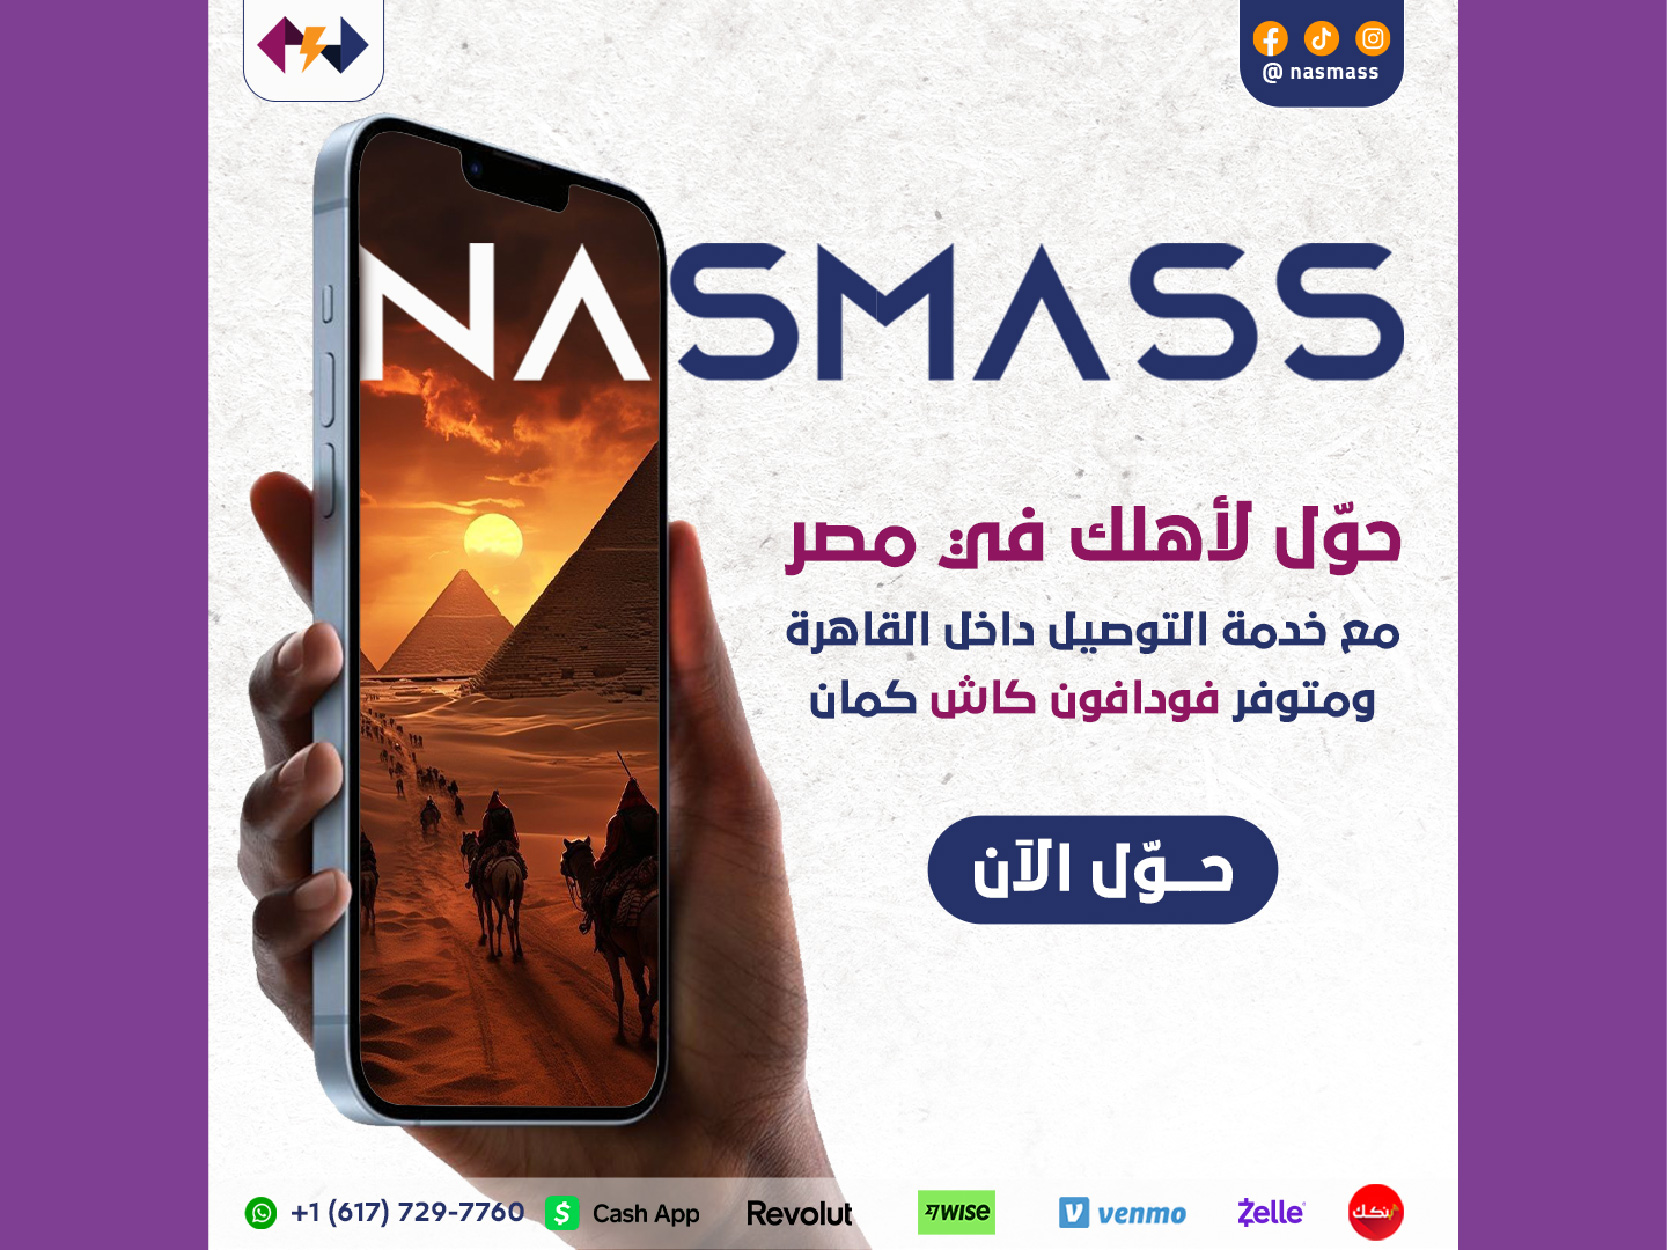 @ nasmass
NASMASS
حوّل لأهلك في مصر
مع خدمة التوصيل داخل القاهرة
ومتوفر فودافون كاش كمان
حـــوّل الآن
+1 (617) 729-7760 Cash App Revolut WISE venmo Zelle بنكك